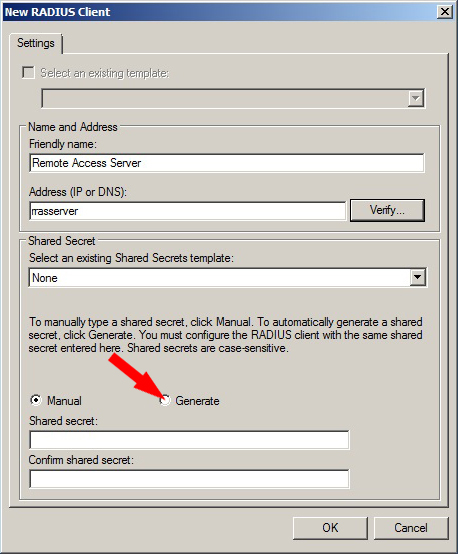 New RADIUS Client
Settings
Select an existing template:
Name and Address
Friendly name:
Remote Access Server
Address (IP or DNS):
rrasserver
Verify...
Shared Secret
Select an existing Shared Secrets template:
None
To manually type a shared secret, click Manual. To automatically generate a shared
secret, click Generate. You must configure the RADIUS client with the same shared
secret entered here. Shared secrets are case-sensitive.
Manual
Generate
Shared secret:
Confirm shared secret:
OK
Cancel